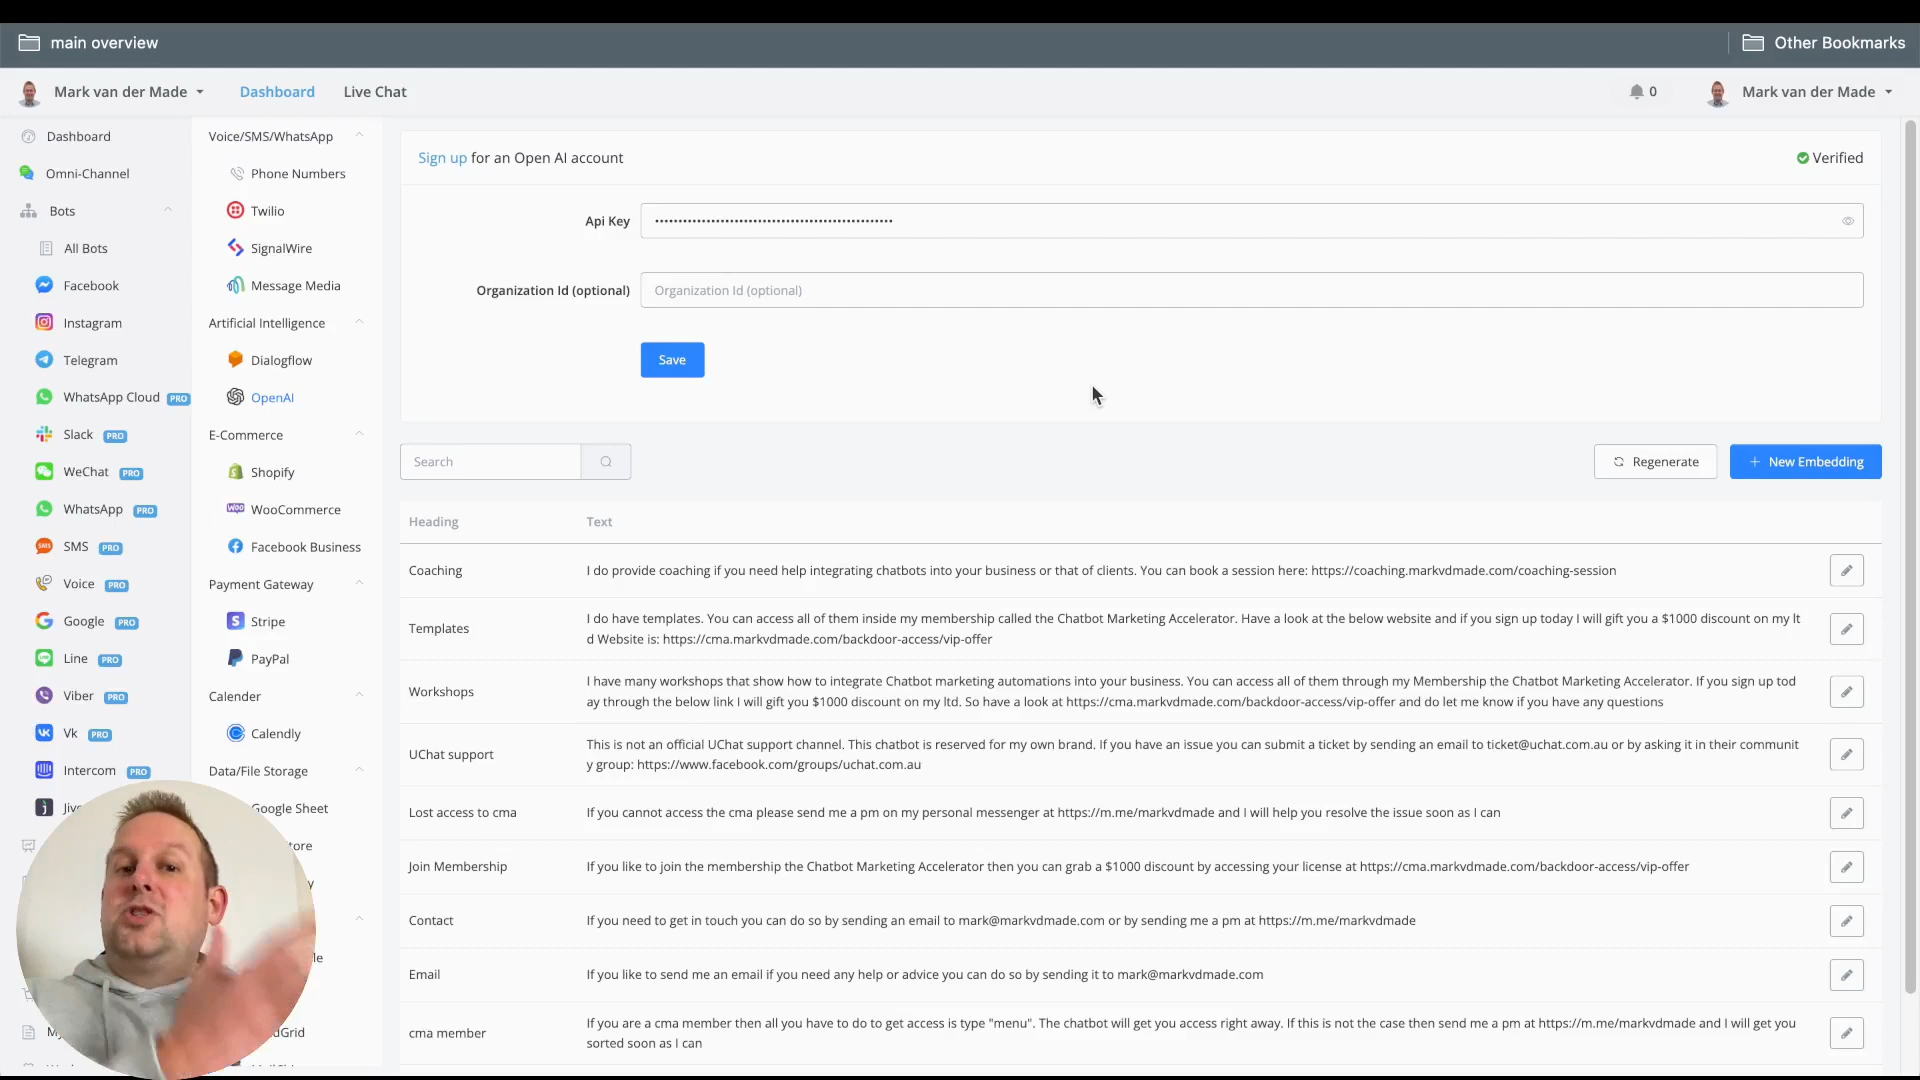 main overview
Other Bookmarks
Mark van der Made
Dashboard
Live Chat
0
Mark van der Made
Dashboard
Omni-Channel
Bots
All Bots
Facebook
Instagram
Telegram
WhatsApp Cloud PRO
Slack PRO
WeChat PRO
WhatsApp PRO
SMS SMS PRO
Voice PRO
Google PRO
Line PRO
Viber PRO
Vk PRO
Intercom PRO
Voice/SMS/WhatsApp
Phone Numbers
Twilio
SignalWire
Message Media
Artificial Intelligence
Dialogflow
OpenAI
E-Commerce
Shopify
Woo WooCommerce
Facebook Business
Payment Gateway
S Stripe
PayPal
Calender
Calendly
Data/File Storage
Google Sheet
Sign up for an Open AI account
Verified
Api Key
Organization Id (optional)
Organization Id (optional)
Save
Search
Regenerate
+ New Embedding
Heading
Text
Coaching
I do provide coaching if you need help integrating chatbots into your business or that of clients. You can book a session here: https://coaching.markvdmade.com/coaching-session
Templates
I do have templates. You can access all of them inside my membership called the Chatbot Marketing Accelerator. Have a look at the below website and if you sign up today I will gift you a $1000 discount on my lt
d Website is: https://cma.markvdmade.com/backdoor-access/vip-offer
Workshops
I have many workshops that show how to integrate Chatbot marketing automations into your business. You can access all of them through my Membership the Chatbot Marketing Accelerator. If you sign up tod
ay through the below link I will gift you $1000 discount on my ltd. So have a look at https://cma.markvdmade.com/backdoor-access/vip-offer and do let me know if you have any questions
UChat support
This is not an official UChat support channel. This chatbot is reserved for my own brand. If you have an issue you can submit a ticket by sending an email to ticket@uchat.com.au or by asking it in their communit
y group: https://www.facebook.com/groups/uchat.com.au
Lost access to cma
If you cannot access the cma please send me a pm on my personal messenger at https://m.me/markvdmade and I will help you resolve the issue soon as I can
Join Membership
If you like to join the membership the Chatbot Marketing Accelerator then you can grab a $1000 discount by accessing your license at https://cma.markvdmade.com/backdoor-access/vip-offer
Contact
If you need to get in touch you can do so by sending an email to mark@markvdmade.com or by sending me a pm at https://m.me/markvdmade
Email
If you like to send me an email if you need any help or advice you can do so by sending it to mark@markvdmade.com
cma member
If you are a cma member then all you have to do to get access is type "menu". The chatbot will get you access right away. If this is not the case then send me a pm at https://m.me/markvdmade and I will get you
sorted soon as I can